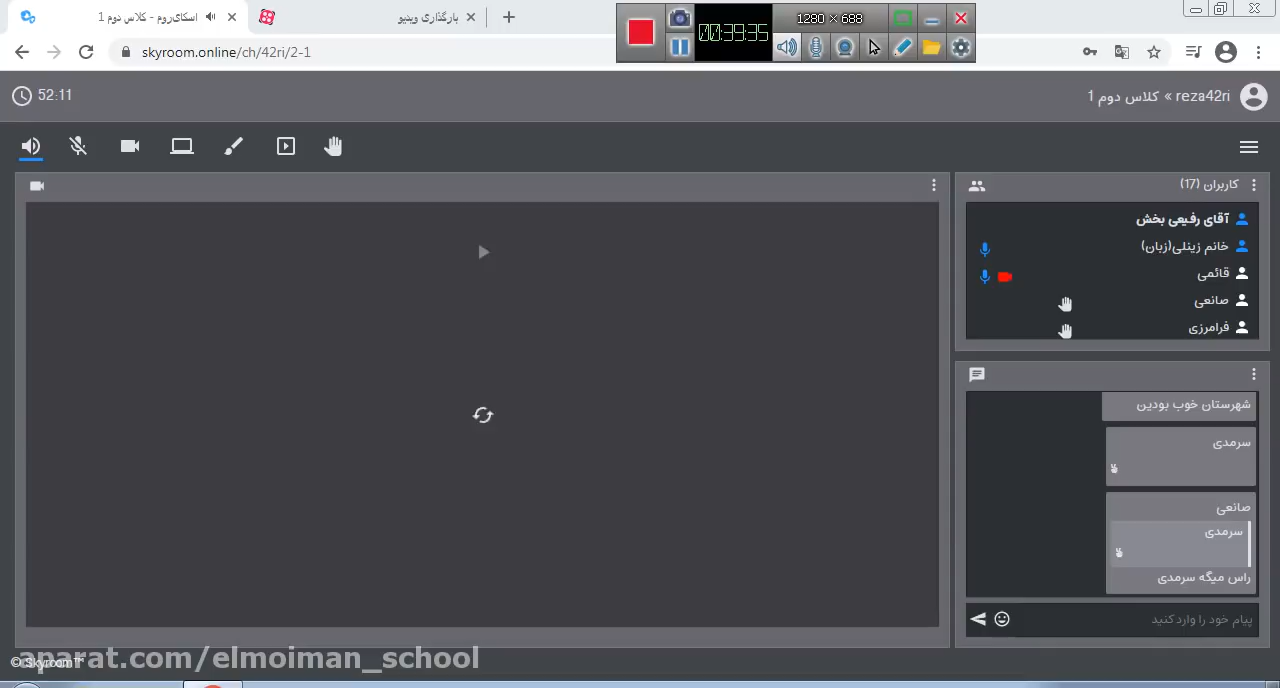 اسکای‌روم - کلاس دوم 1
بارگذاری ویدیو
00:39:35
1280 × 688
skyroom.online/ch/42ri/2-1
52:11
reza42ri » کلاس دوم 1
کاربران (17)
آقای رفیعی بخش
خانم زینلی(زبان)
قائمی
صانعی
فرامرزی
شهرستان خوب بودین
سرمدی
صانعی
سرمدی
راس میگه سرمدی
پیام خود را وارد کنید
© Skyroom™
aparat.com/elmoiman_school